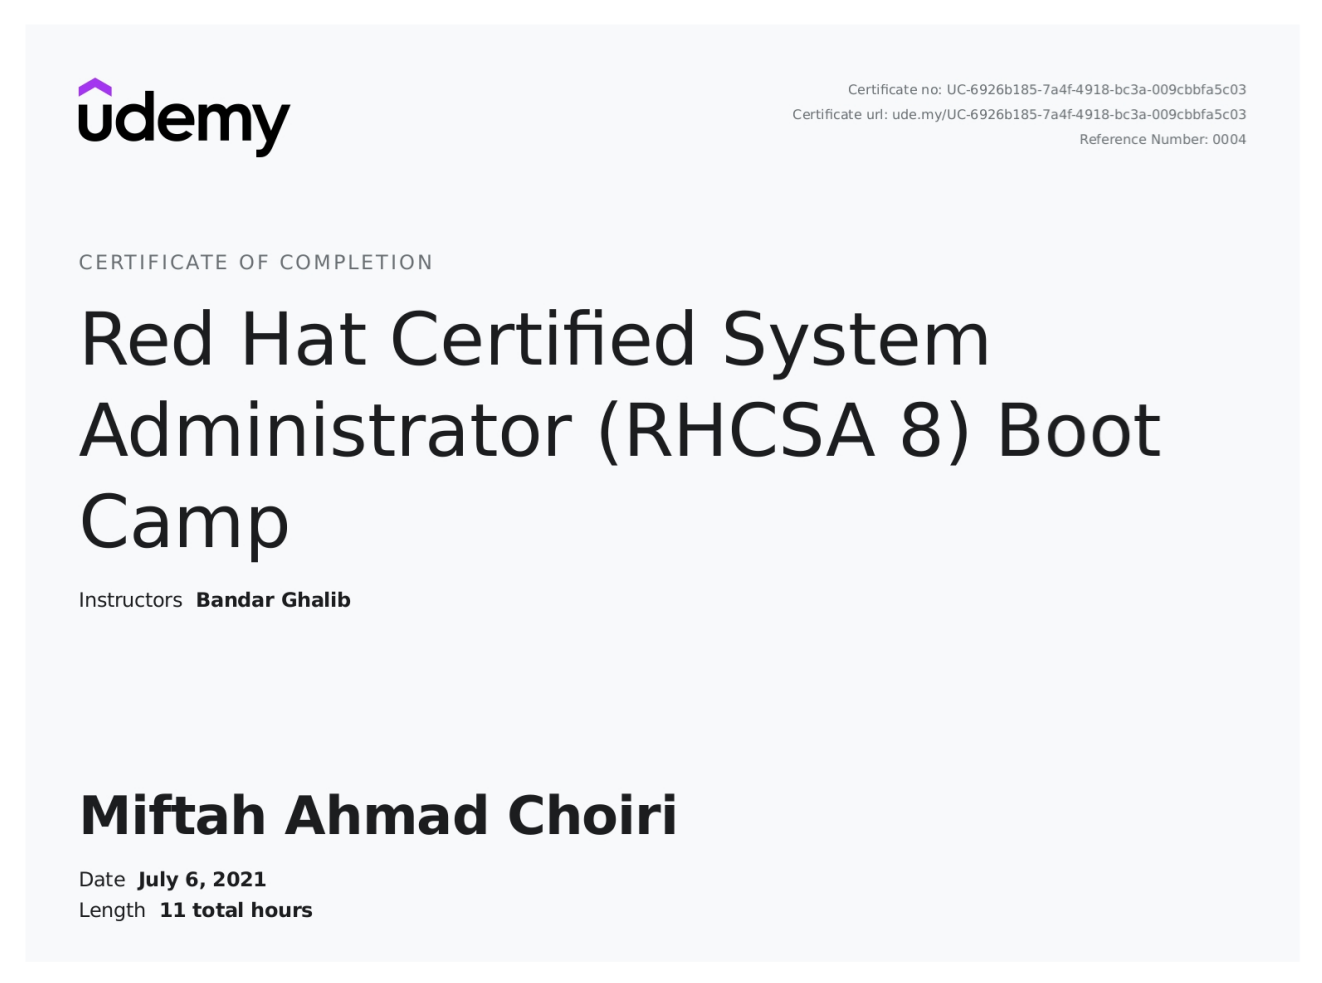 udemy
Certificate no: UC-6926b185-7a4f-4918-bc3a-009cbbfa5c03
Certificate url: ude.my/UC-6926b185-7a4f-4918-bc3a-009cbbfa5c03
Reference Number: 0004
CERTIFICATE OF COMPLETION
Red Hat Certified System
Administrator (RHCSA 8) Boot
Camp
Instructors Bandar Ghalib
Miftah Ahmad Choiri
Date July 6, 2021
Length 11 total hours